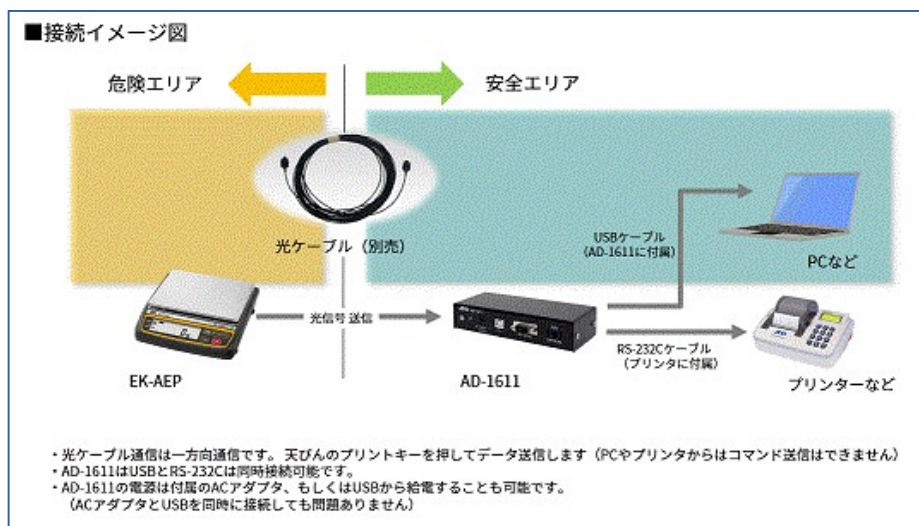 ■接続イメージ図
危険エリア
安全エリア
光ケーブル（別売）
USBケーブル
（AD-1611に付属）
PCなど
光信号 送信
RS-232Cケーブル
（プリンタに付属）
EK-AEP
AD-1611
プリンターなど
・光ケーブル通信は一方向通信です。 天びんのプリントキーを押してデータ送信します（PCやプリンタからはコマンド送信はできません）
・AD-1611はUSBとRS-232Cは同時接続可能です。
・AD-1611の電源は付属のACアダプタ、もしくはUSBから給電することも可能です。
（ACアダプタとUSBを同時に接続しても問題ありません）